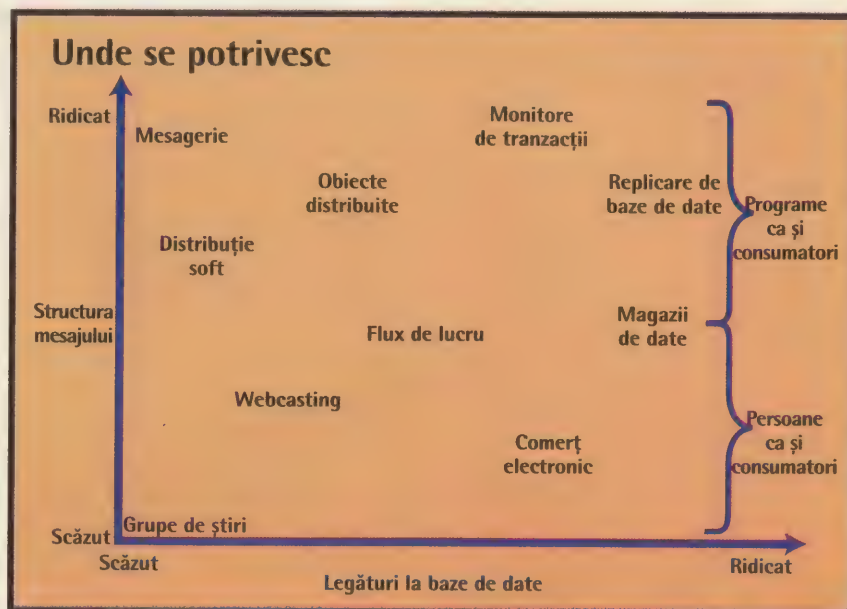 Unde se potrivesc
Ridicat
Mesagerie
Monitore
de tranzacții
Obiecte
distribuite
Replicare de
baze de date
Programe
ca și
consumatori
Distribuție
soft
Structura
mesajului
Flux de lucru
Magazii
de date
Webcasting
Comerț
electronic
Persoane
ca și
consumatori
Grupe de știri
Scăzut
Scăzut
Ridicat
Legături la baze de date